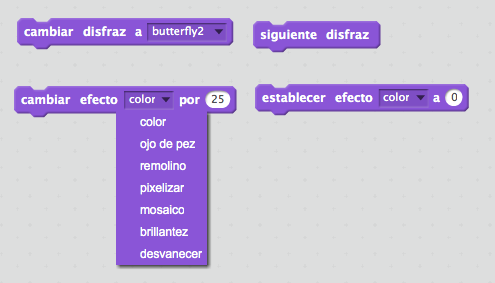 cambiar disfraz a butterfly2
siguiente disfraz
cambiar efecto color por 25
establecer efecto color a 0
color
ojo de pez
remolino
pixelizar
mosaico
brillantez
desvanecer